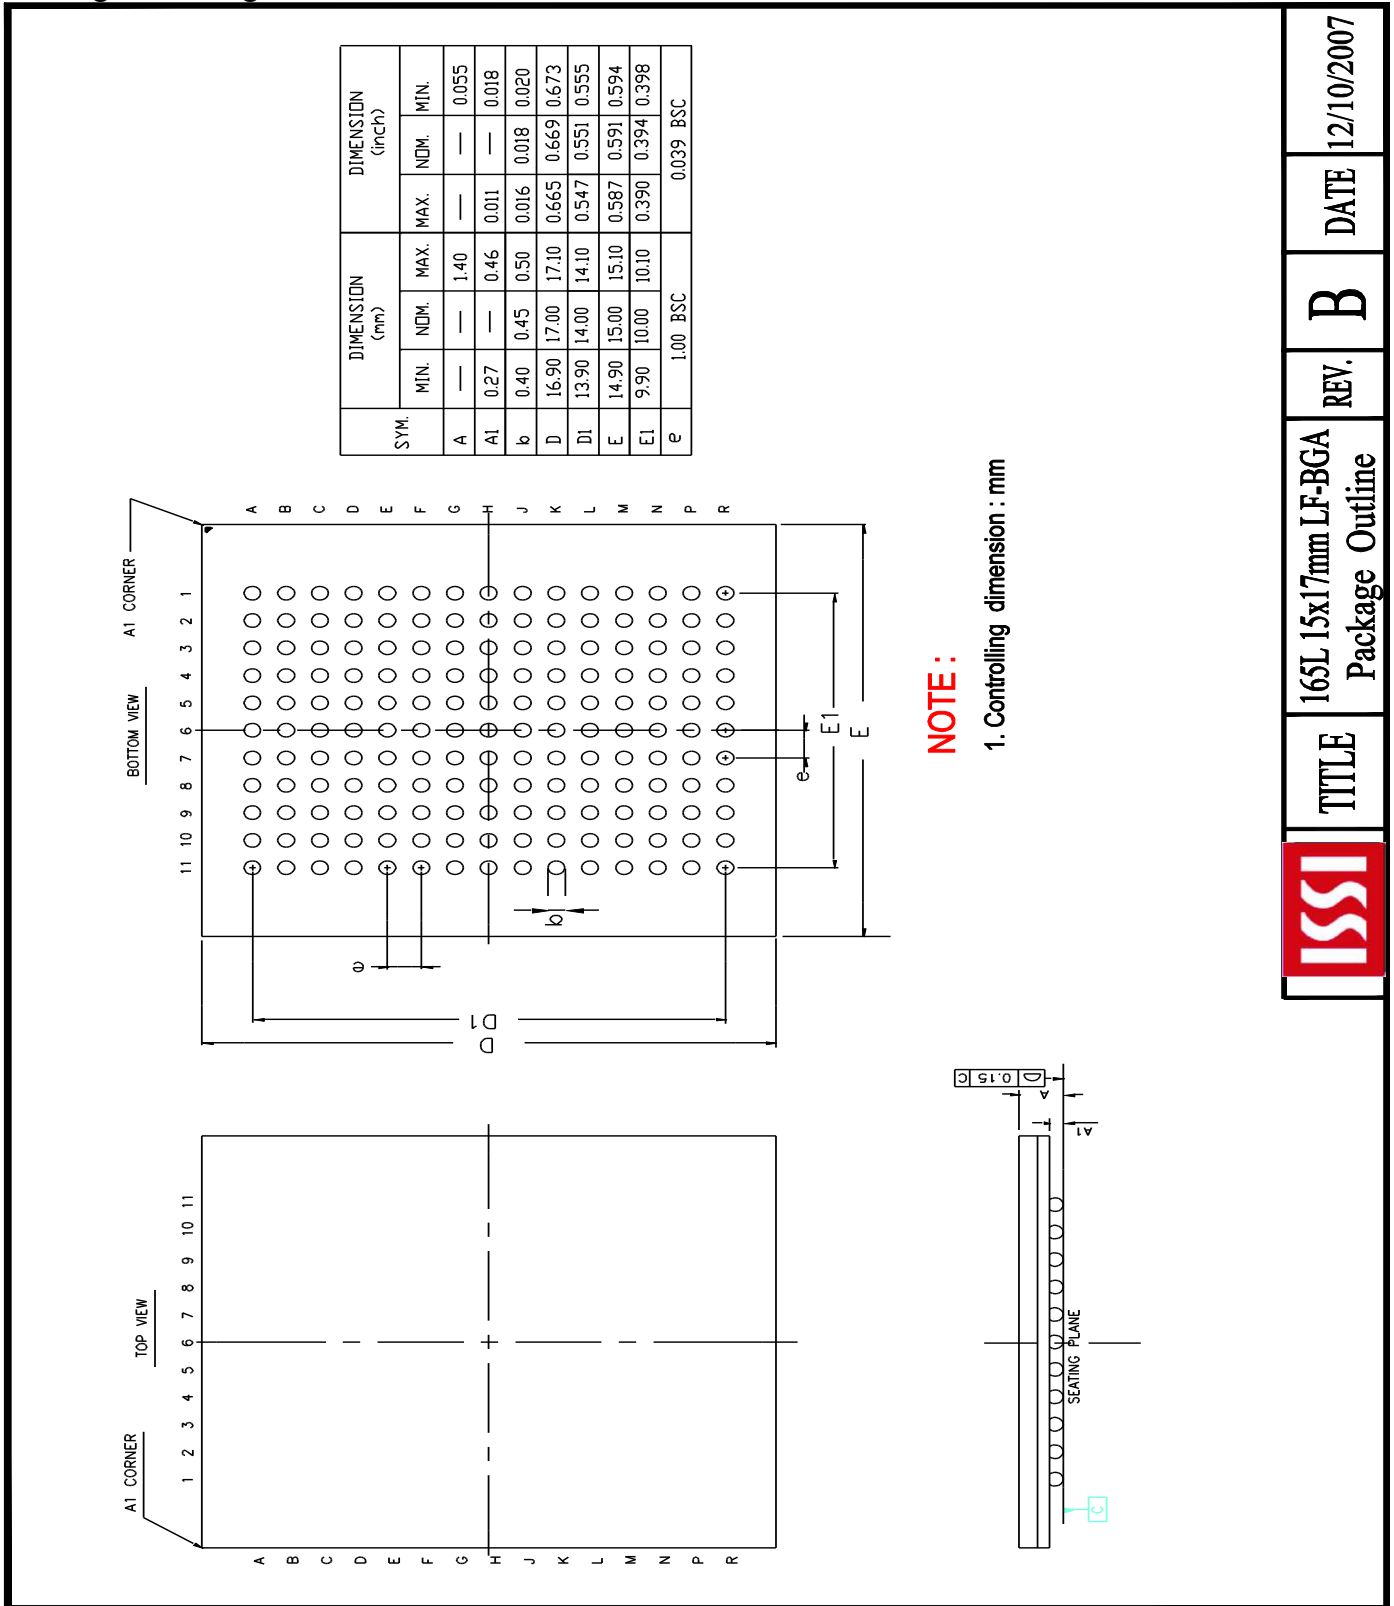 A1 CORNER
TOP VIEW
1 2 3 4 5 6 7 8 9 10 11
A
B
C
D
E
F
G
H
J
K
L
M
N
P
R
BOTTOM VIEW
A1 CORNER
11 10 9 8 7 6 5 4 3 2 1
A
B
C
D
E
F
G
H
J
K
L
M
N
P
R
e
D1
D
b
e
E1
E
SYM. DIMENSION (mm) DIMENSION (inch)
MIN. NOM. MAX. MAX. NOM. MIN.
A — — 1.40 — — 0.055
A1 0.27 — 0.46 0.011 — 0.018
b 0.40 0.45 0.50 0.016 0.018 0.020
D 16.90 17.00 17.10 0.665 0.669 0.673
D1 13.90 14.00 14.10 0.547 0.551 0.555
E 14.90 15.00 15.10 0.587 0.591 0.594
E1 9.90 10.00 10.10 0.390 0.394 0.398
e 1.00 BSC 0.039 BSC
NOTE :
1. Controlling dimension : mm
C 0.15
A
A1
SEATING PLANE
C
ISSI
TITLE
165L 15x17mm LF-BGA
Package Outline
REV.
B
DATE
12/10/2007